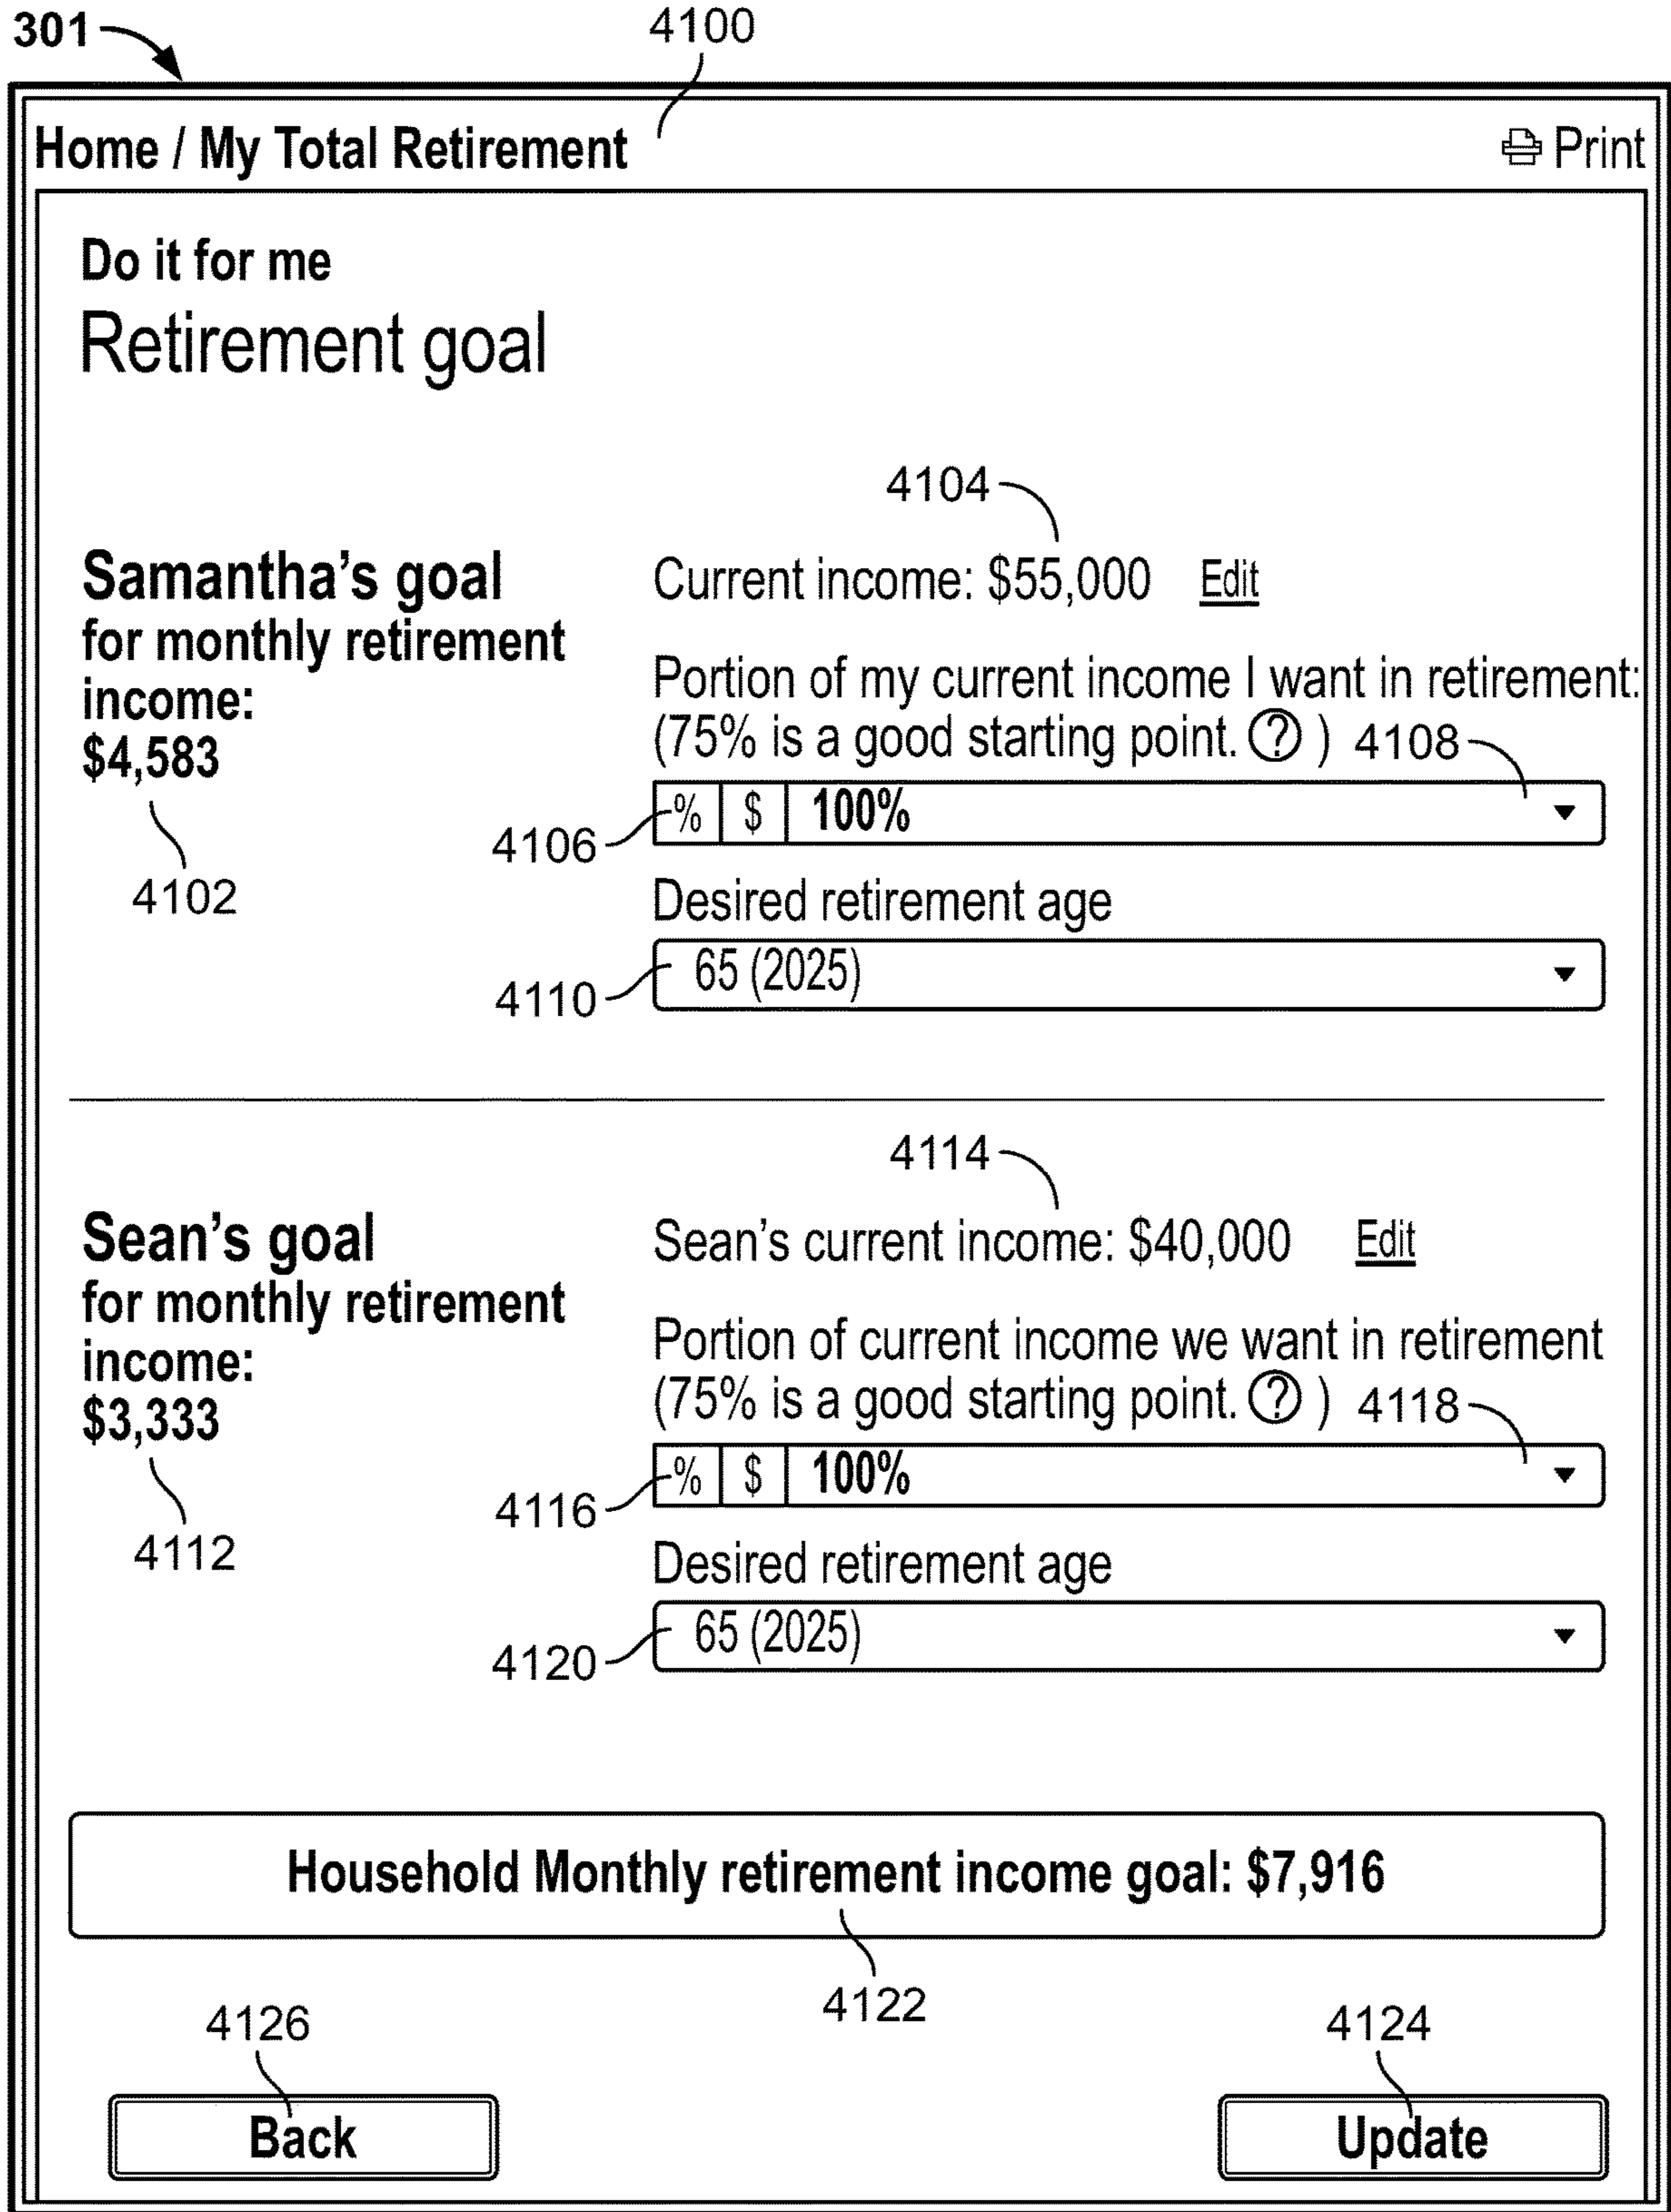 301
4100
Home / My Total Retirement
Print
Do it for me
Retirement goal
4104
Samantha’s goal
for monthly retirement
income:
$4,583
4102
Current income: $55,000 Edit
Portion of my current income I want in retirement:
(75% is a good starting point. ? ) 4108
4106
% $ 100%
Desired retirement age
4110
65 (2025)
4114
Sean’s goal
for monthly retirement
income:
$3,333
4112
Sean’s current income: $40,000 Edit
Portion of current income we want in retirement
(75% is a good starting point. ? ) 4118
4116
% $ 100%
Desired retirement age
4120
65 (2025)
Household Monthly retirement income goal: $7,916
4122
4126
4124
Back
Update